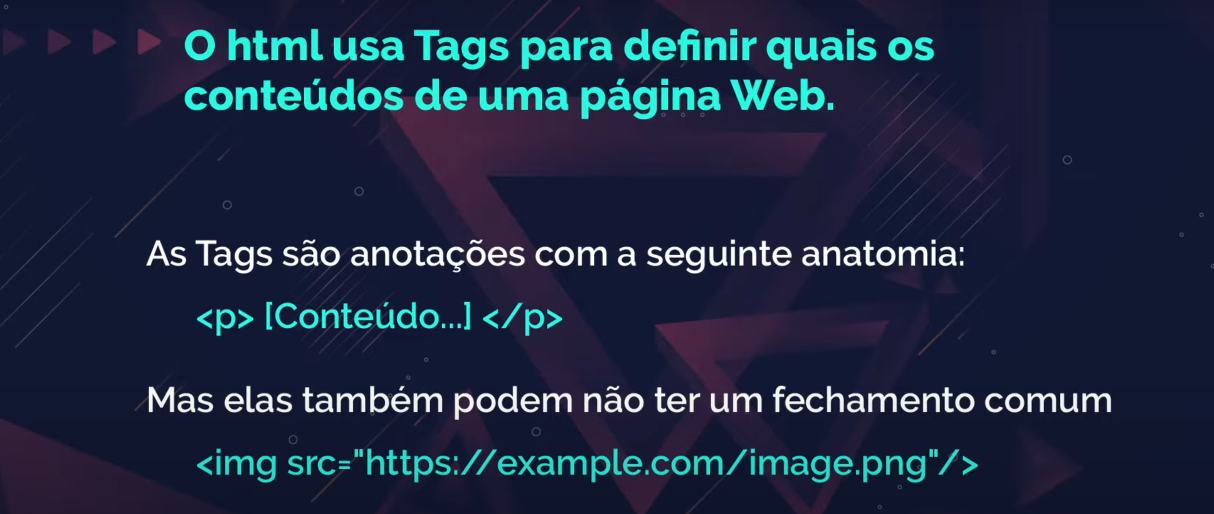 O html usa Tags para definir quais os
conteúdos de uma página Web.
As Tags são anotações com a seguinte anatomia:
<p> [Conteúdo...] </p>
Mas elas também podem não ter um fechamento comum
<img src="https://example.com/image.png"/>